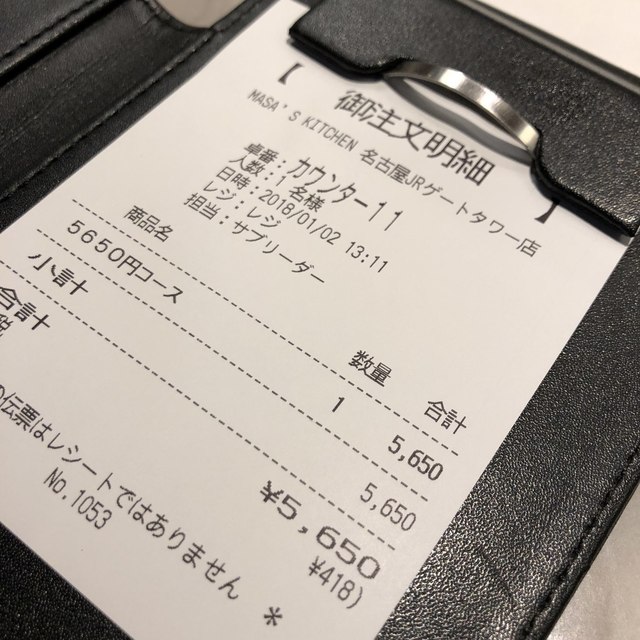 【 御注文明細 】
MASA'S KITCHEN 名古屋JRゲートタワー店
卓番：カウンター11
人数：1名様
日時：2018/01/02 13:11
レジ：レジ
担当：サブリーダー
商品名 数量 合計
5650円コース 1 5,650
小計 5,650
合計 ¥5,650
¥418)
伝票はレシートではありません *
No.1053